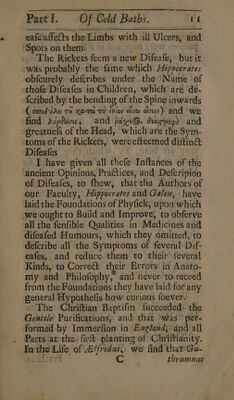 Part I. Of Cold Baths. 11
ease affects the Limbs with ill Ulcers, and
Spots on them.
The Rickets seem a new Disease, but it
was probably the same which Hippocrates
obscurely describes under the Name of
those Diseases in Children, which are de-
scribed by the bending of the Spine inwards
and we
find and
greatness of the Head, which are the Sym-
toms of the Rickets, were esteemed distinct
Diseases
I have given all these Instances of the
ancient Opinions, Practices, and Descripion
of Diseases, to shew, that the Authors of
our Faculty, Hippocrates and Galen, have
laid the Foundations of Physick, upon which
we ought to Build and Improve, to observe
all the sensible Qualities in Medicines and
diseased Humours, which they omitted, to
describe all the Symptoms of several Dis-
eases, and reduce them to their several
Kinds, to Correct their Errors in Anato-
my and Philosophy, and never to receed
from the Foundations they have laid for any
general Hypothesis how curious soever.
The Christian Baptism succeeded the
Gentile Purifications, and that was per-
formed by Immersion in England, and all
Parts at the first planting of Christianity.
In the Life of Ælfredus, we find that Gu-
C thrumnus